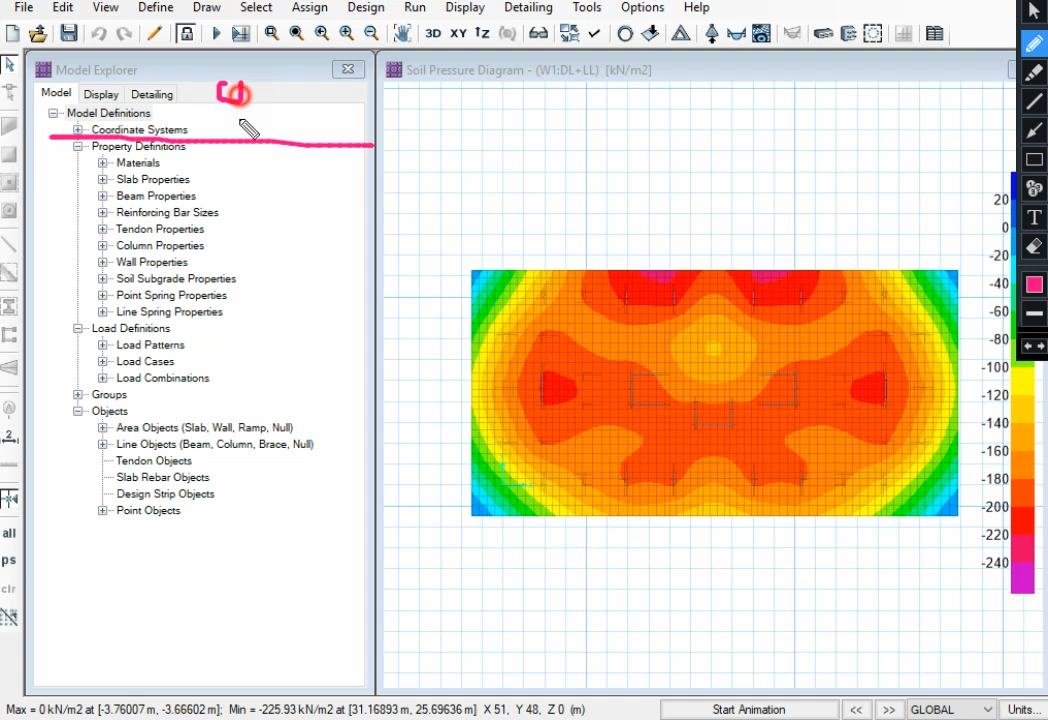 File Edit View Define Draw Select Assign Design Run Display Detailing Tools Options Help
3D XY
Model Explorer
Soil Pressure Diagram - (W1:DL+LL) [kN/m2]
Model Display Detailing
Model Definitions
Coordinate Systems
Property Definitions
Materials
Slab Properties
Beam Properties
Reinforcing Bar Sizes
Tendon Properties
Column Properties
Wall Properties
Soil Subgrade Properties
Point Spring Properties
Line Spring Properties
Load Definitions
Load Patterns
Load Cases
Load Combinations
Groups
Objects
Area Objects (Slab, Wall, Ramp, Null)
Line Objects (Beam, Column, Brace, Null)
Tendon Objects
Slab Rebar Objects
Design Strip Objects
Point Objects
all
ps
clr
20
0
-20
-40
-60
-80
-100
-120
-140
-160
-180
-200
-220
-240
T
Max = 0 kN/m2 at [-3.76007 m, -3.66602 m]; Min = -225.93 kN/m2 at [31.16893 m, 25.69636 m] X 51, Y 48, Z 0 (m)
Start Animation
<< >>
GLOBAL
Units...